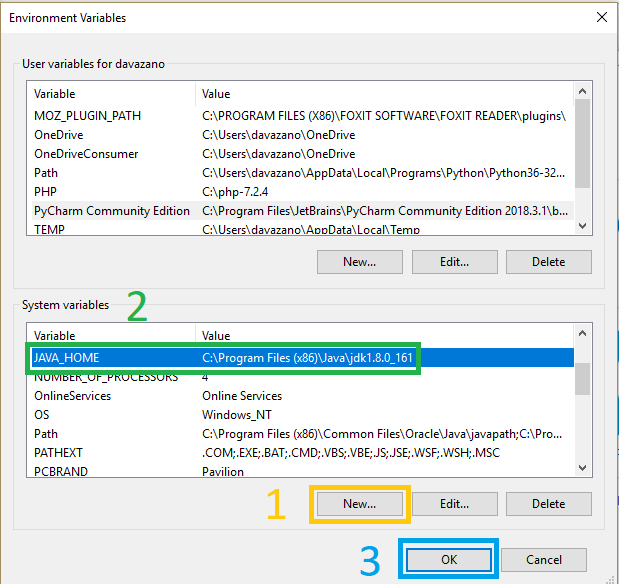 Environment Variables
User variables for davazano
Variable Value
MOZ_PLUGIN_PATH C:\PROGRAM FILES (X86)\FOXIT SOFTWARE\FOXIT READER\plugins\
OneDrive C:\Users\davazano\OneDrive
OneDriveConsumer C:\Users\davazano\OneDrive
Path C:\Users\davazano\AppData\Local\Programs\Python\Python36-32...
PHP C:\php-7.2.4
PyCharm Community Edition C:\Program Files\JetBrains\PyCharm Community Edition 2018.3.1\b...
TEMP C:\Users\davazano\AppData\Local\Temp
New... Edit... Delete
System variables 2
Variable Value
JAVA_HOME C:\Program Files (x86)\Java\jdk1.8.0_161
NUMBER_OF_PROCESSORS 4
OnlineServices Online Services
OS Windows_NT
Path C:\Program Files (x86)\Common Files\Oracle\Java\javapath;C:\Pro...
PATHEXT .COM;.EXE;.BAT;.CMD;.VBS;.VBE;JS;.JSE;.WSF;.WSH;.MSC
PCBRAND Pavilion
1 New... Edit... Delete
3 OK Cancel